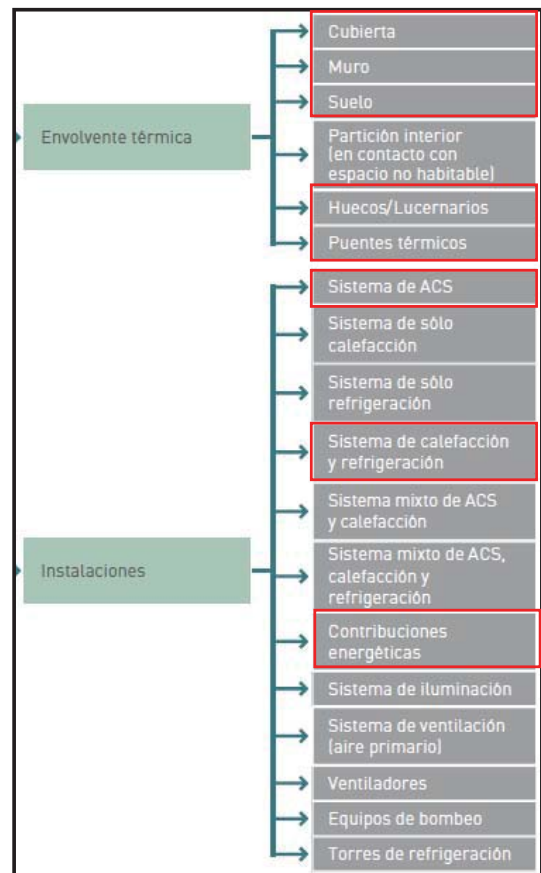 Cubierta
Muro
Suelo
Envolvente térmica
Partición interior
(en contacto con
espacio no habitable)
Huecos/Lucernarios
Puentes térmicos
Sistema de ACS
Sistema de sólo
calefacción
Sistema de sólo
refrigeración
Sistema de calefacción
y refrigeración
Sistema mixto de ACS
y calefacción
Instalaciones
Sistema mixto de ACS,
calefacción y
refrigeración
Contribuciones
energéticas
Sistema de iluminación
Sistema de ventilación
(aire primario)
Ventiladores
Equipos de bombeo
Torres de refrigeración